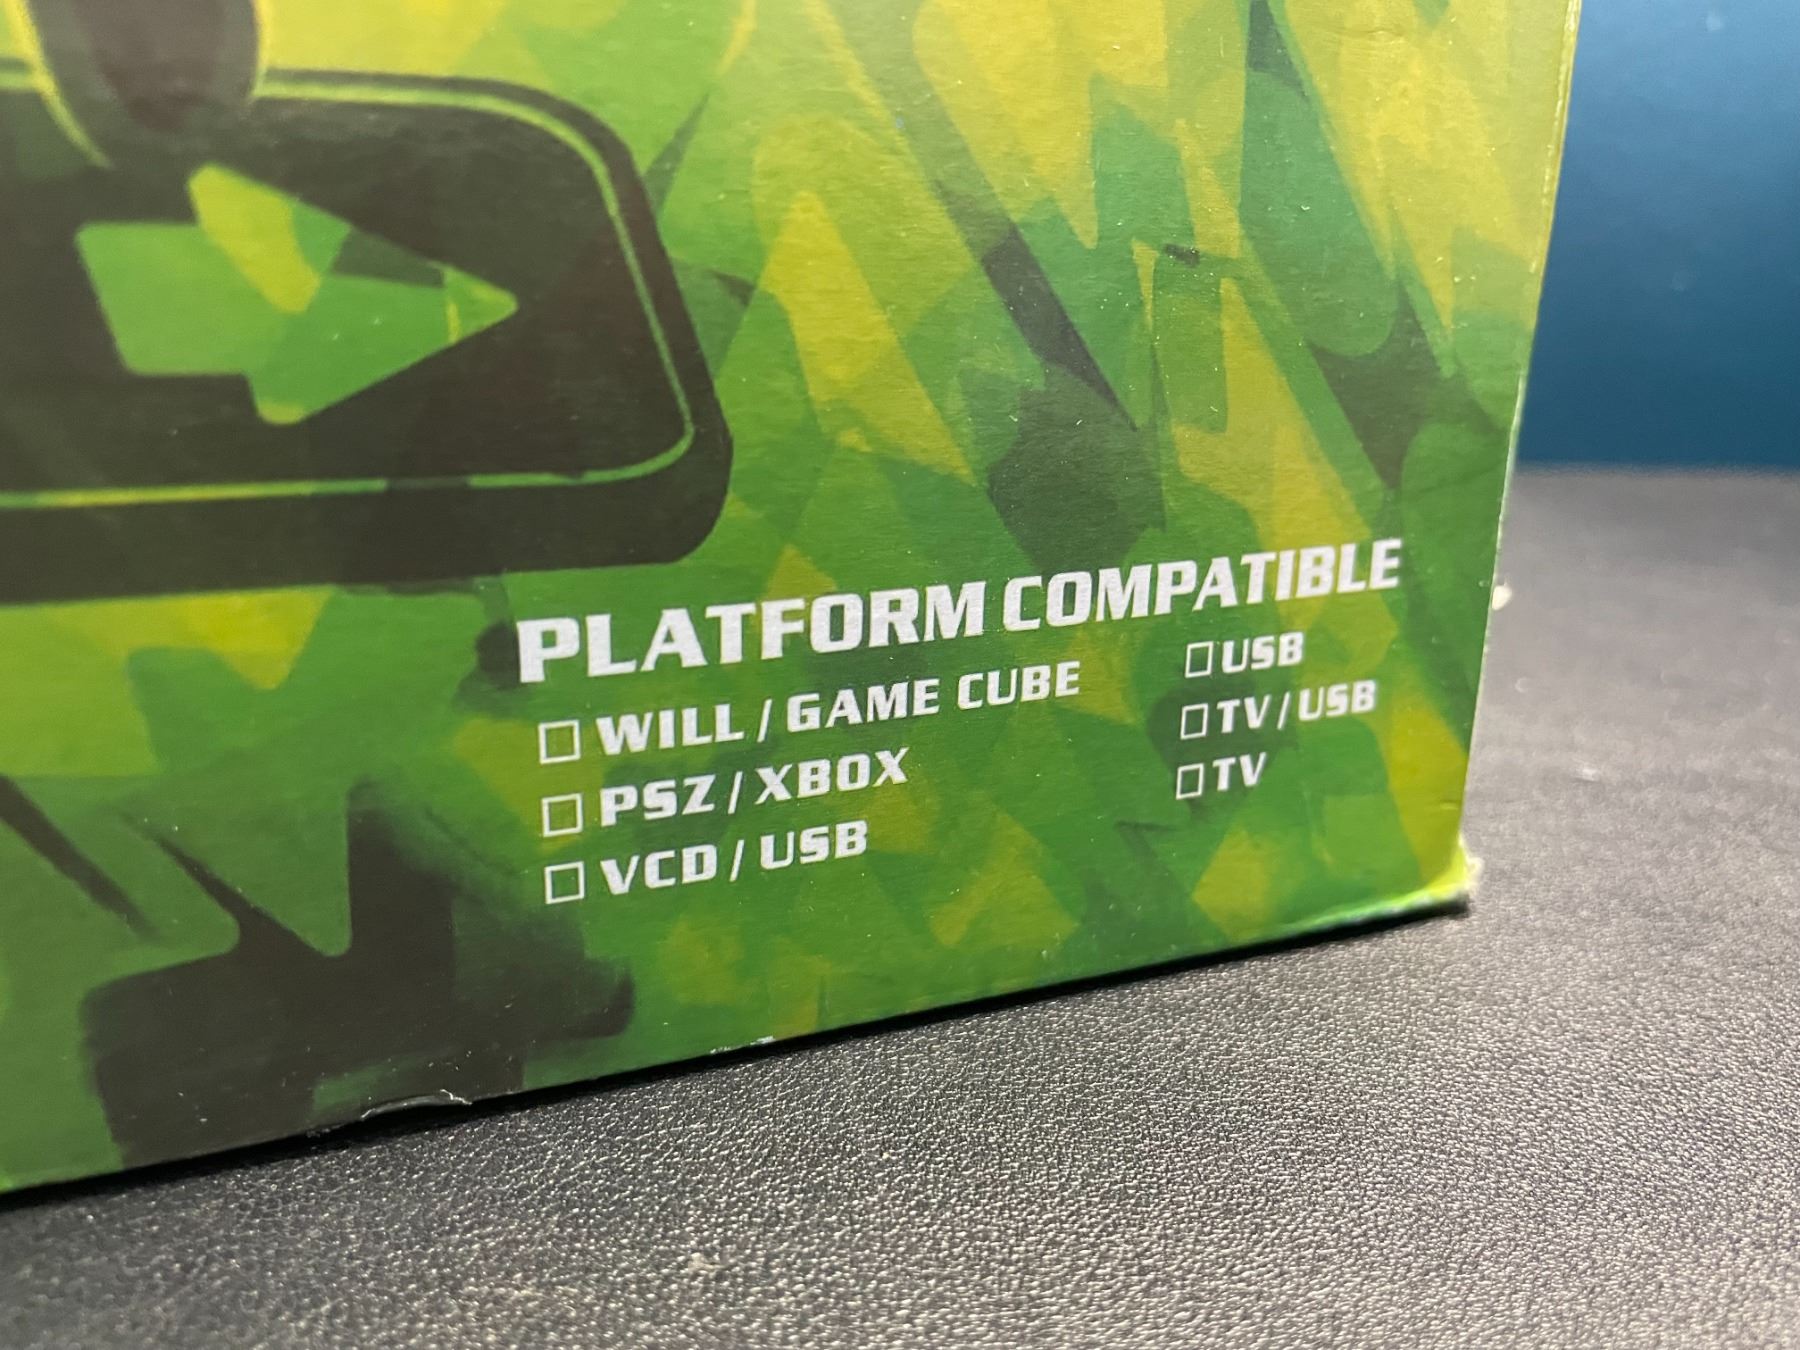 PLATFORM COMPATIBLE
☐ WILL / GAME CUBE
☐ PSZ / XBOX
☐ VCD / USB
☐ USB
☐ TV / USB
☐ TV